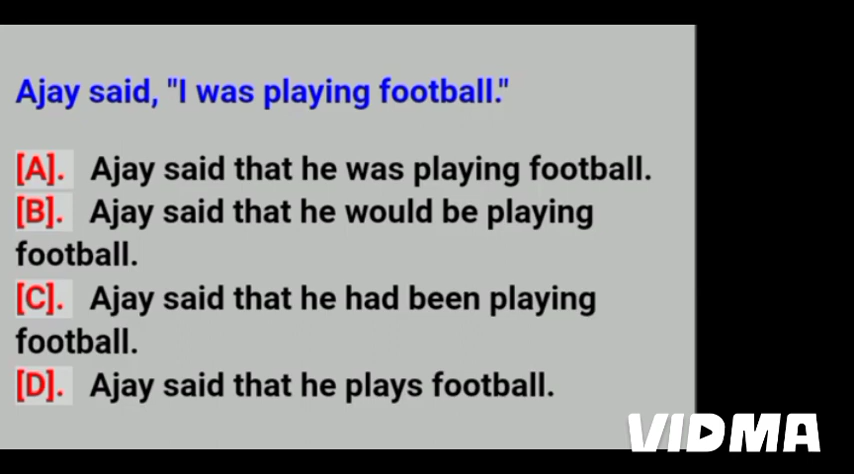 Ajay said, "I was playing football."
[A]. Ajay said that he was playing football.
[B]. Ajay said that he would be playing
football.
[C]. Ajay said that he had been playing
football.
[D]. Ajay said that he plays football.
VIDMA